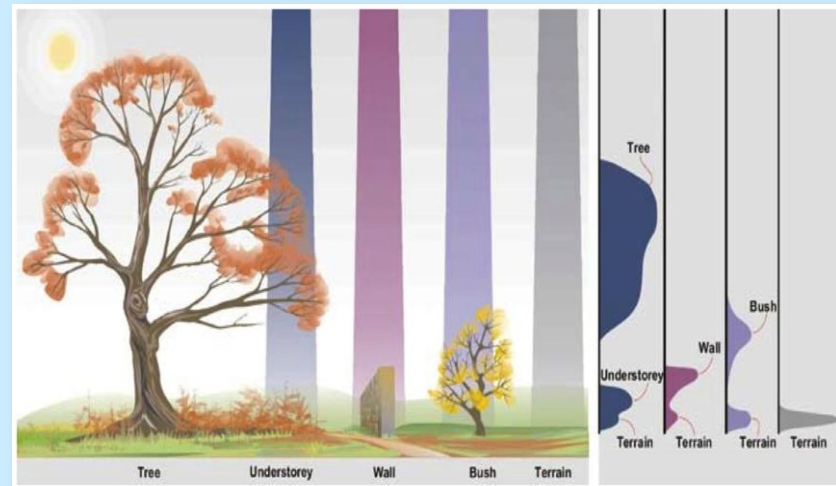 Tree Understorey Wall Bush Terrain
Tree
Bush
Wall
Understorey
Terrain Terrain Terrain Terrain